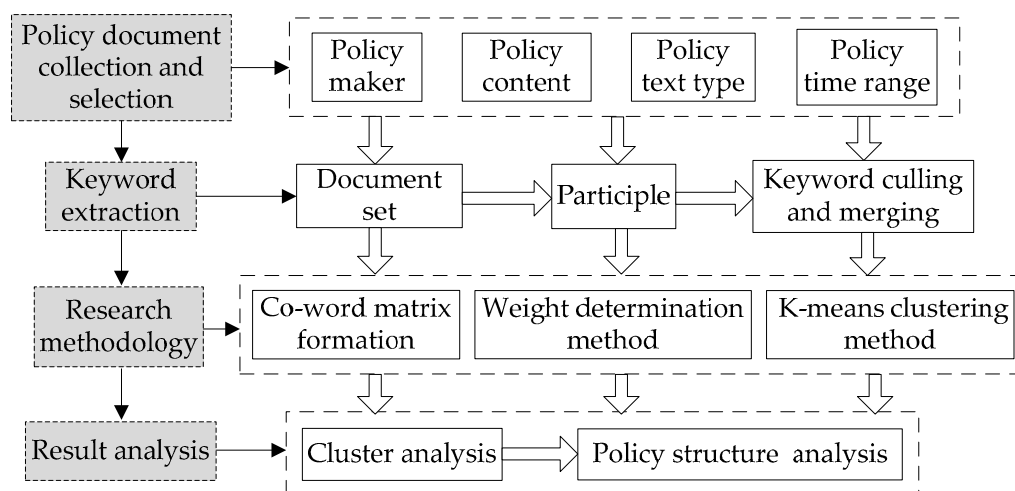 Policy document
collection and
selection
Policy
maker
Policy
content
Policy
text type
Policy
time range
Keyword
extraction
Document
set
Participle
Keyword culling
and merging
Research
methodology
Co-word matrix
formation
Weight determination
method
K-means clustering
method
Result analysis
Cluster analysis
Policy structure analysis